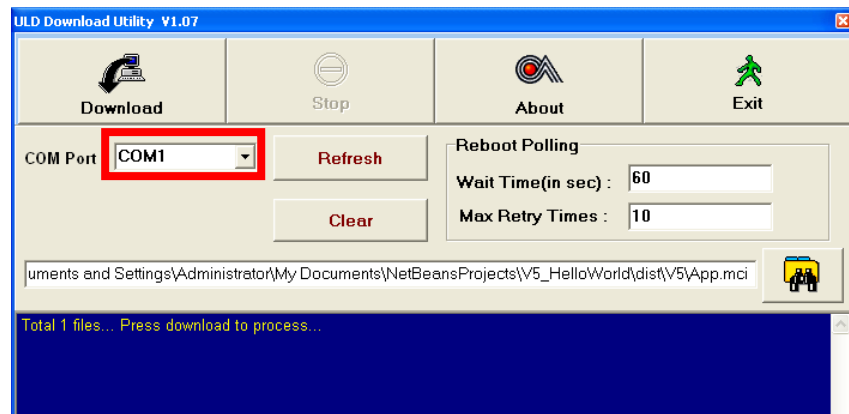 ULD Download Utility V1.07
Download
Stop
About
Exit
COM Port
COM1
Refresh
Clear
Reboot Polling
Wait Time(in sec) :
60
Max Retry Times :
10
uments and Settings\Administrator\My Documents\NetBeansProjects\V5_HelloWorld\dist\V5\App.mci
Total 1 files... Press download to process...